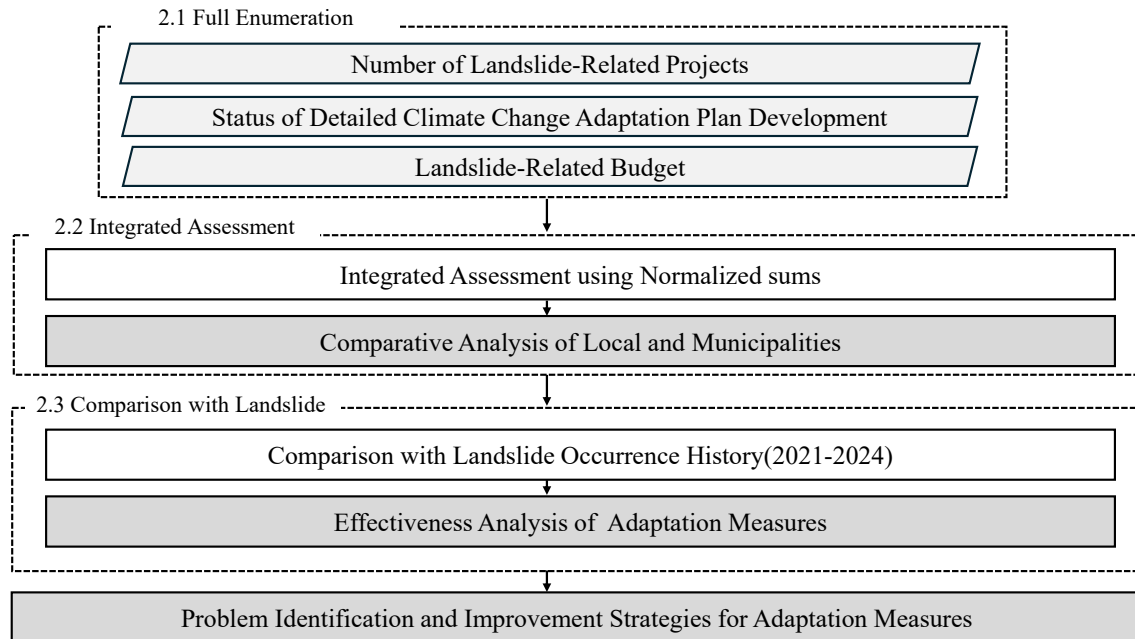 2.1 Full Enumeration
Number of Landslide-Related Projects
Status of Detailed Climate Change Adaptation Plan Development
Landslide-Related Budget
2.2 Integrated Assessment
Integrated Assessment using Normalized sums
Comparative Analysis of Local and Municipalities
2.3 Comparison with Landslide
Comparison with Landslide Occurrence History(2021-2024)
Effectiveness Analysis of Adaptation Measures
Problem Identification and Improvement Strategies for Adaptation Measures